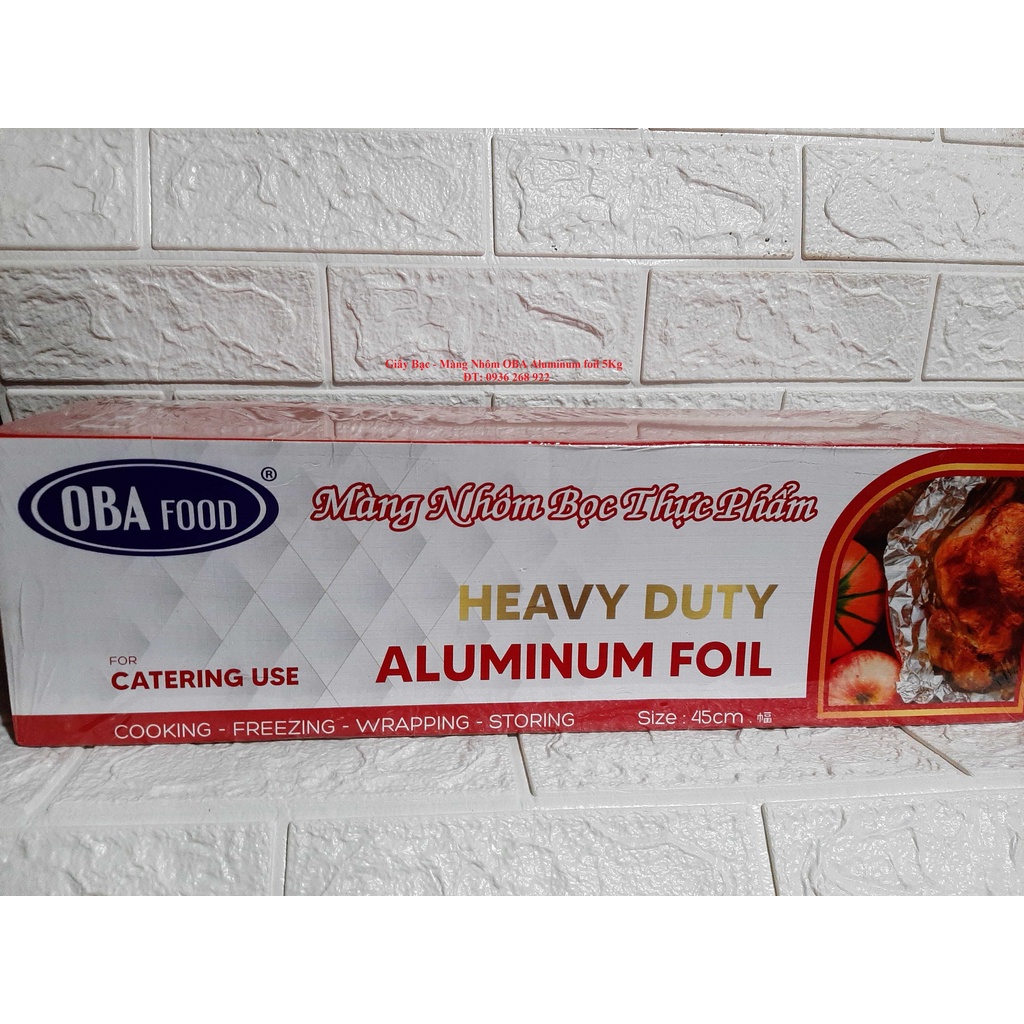 Giấy Bạc - Màng Nhôm OBA Aluminum foil 5Kg
ĐT: 0936 268 922
OBA FOOD ®
Màng Nhôm Bọc Thực Phẩm
HEAVY DUTY
ALUMINUM FOIL
FOR
CATERING USE
COOKING - FREEZING - WRAPPING - STORING
Size : 45cm . 幅